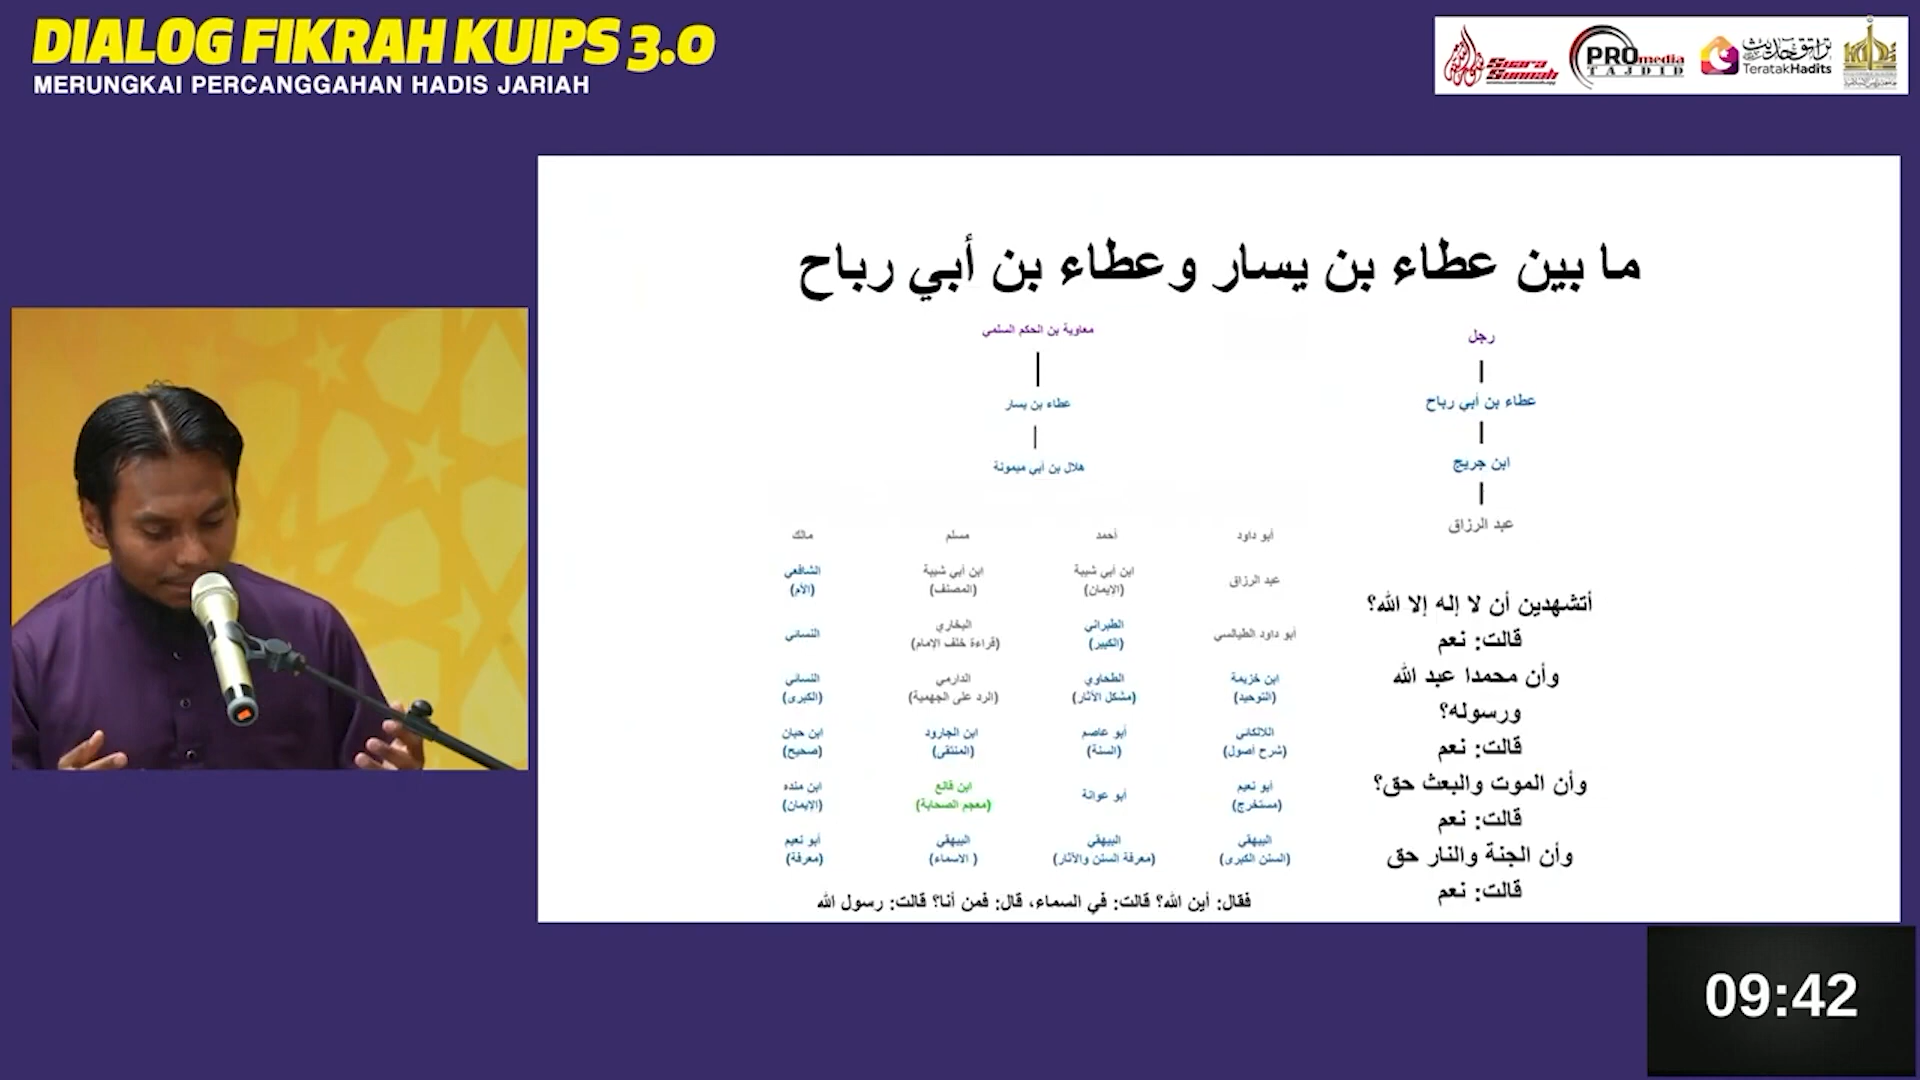 DIALOG FIKRAH KUIPS 3.0
MERUNGKAI PERCANGGAHAN HADIS JARIAH
Suara Sunnah
PROmedia
TAJDID
TeratakHadits
ما بين عطاء بن يسار وعطاء بن أبي رباح
رجل
عطاء بن أبي رباح
ابن جريج
عبد الرزاق
أتشهدين أن لا إله إلا الله؟
قالت: نعم
وأن محمدا عبد الله
ورسوله؟
قالت: نعم
وأن الموت والبعث حق؟
قالت: نعم
وأن الجنة والنار حق
قالت: نعم
معاوية بن الحكم السلمي
عطاء بن يسار
هلال بن أبي ميمونة
أبو داود أحمد مسلم مالك
عبد الرزاق ابن أبي شيبة (الايمان) ابن أبي شيبة (المصنف) الشافعي (الأم)
أبو داود الطيالسي الطبراني (الكبير) البخاري (قراءة خلف الإمام) النسائي
ابن خزيمة (التوحيد) الطحاوي (مشكل الآثار) الدارمي (الرد على الجهمية) النسائي (الكبرى)
اللالكائي (شرح أصول) أبو عاصم (السنة) ابن الجارود (المنتقى) ابن حبان (صحيح)
أبو نعيم (مستخرج) أبو عوانة ابن قانع (معجم الصحابة) ابن منده (الإيمان)
البيهقي (السنن الكبرى) البيهقي (معرفة السنن والآثار) البيهقي ( الاسماء) أبو نعيم (معرفة)
فقال: أين الله؟ قالت: في السماء، قال: فمن أنا؟ قالت: رسول الله
09:42